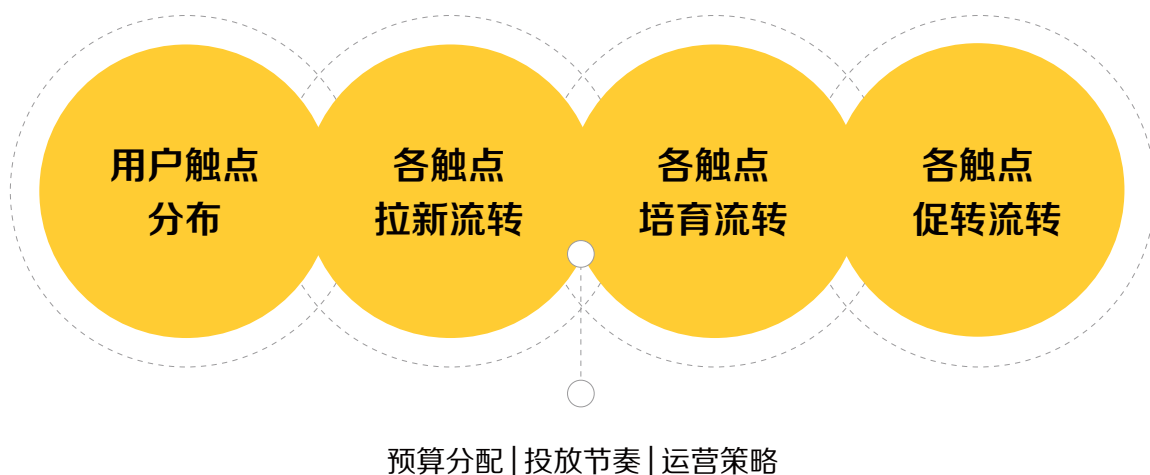 用户触点
分布
各触点
拉新流转
各触点
培育流转
各触点
促转流转
预算分配|投放节奏|运营策略